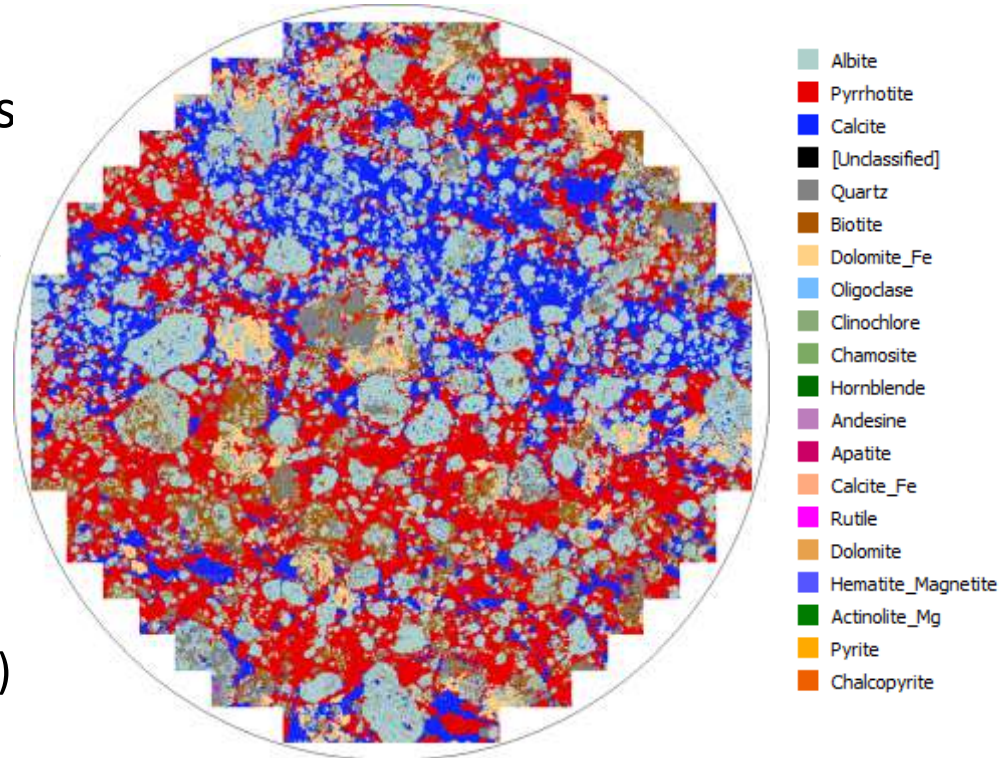 s
)
Albite
Pyrrhotite
Calcite
[Unclassified]
Quartz
Biotite
Dolomite_Fe
Oligoclase
Clinochlore
Chamosite
Hornblende
Andesine
Apatite
Calcite_Fe
Rutile
Dolomite
Hematite_Magnetite
Actinolite_Mg
Pyrite
Chalcopyrite